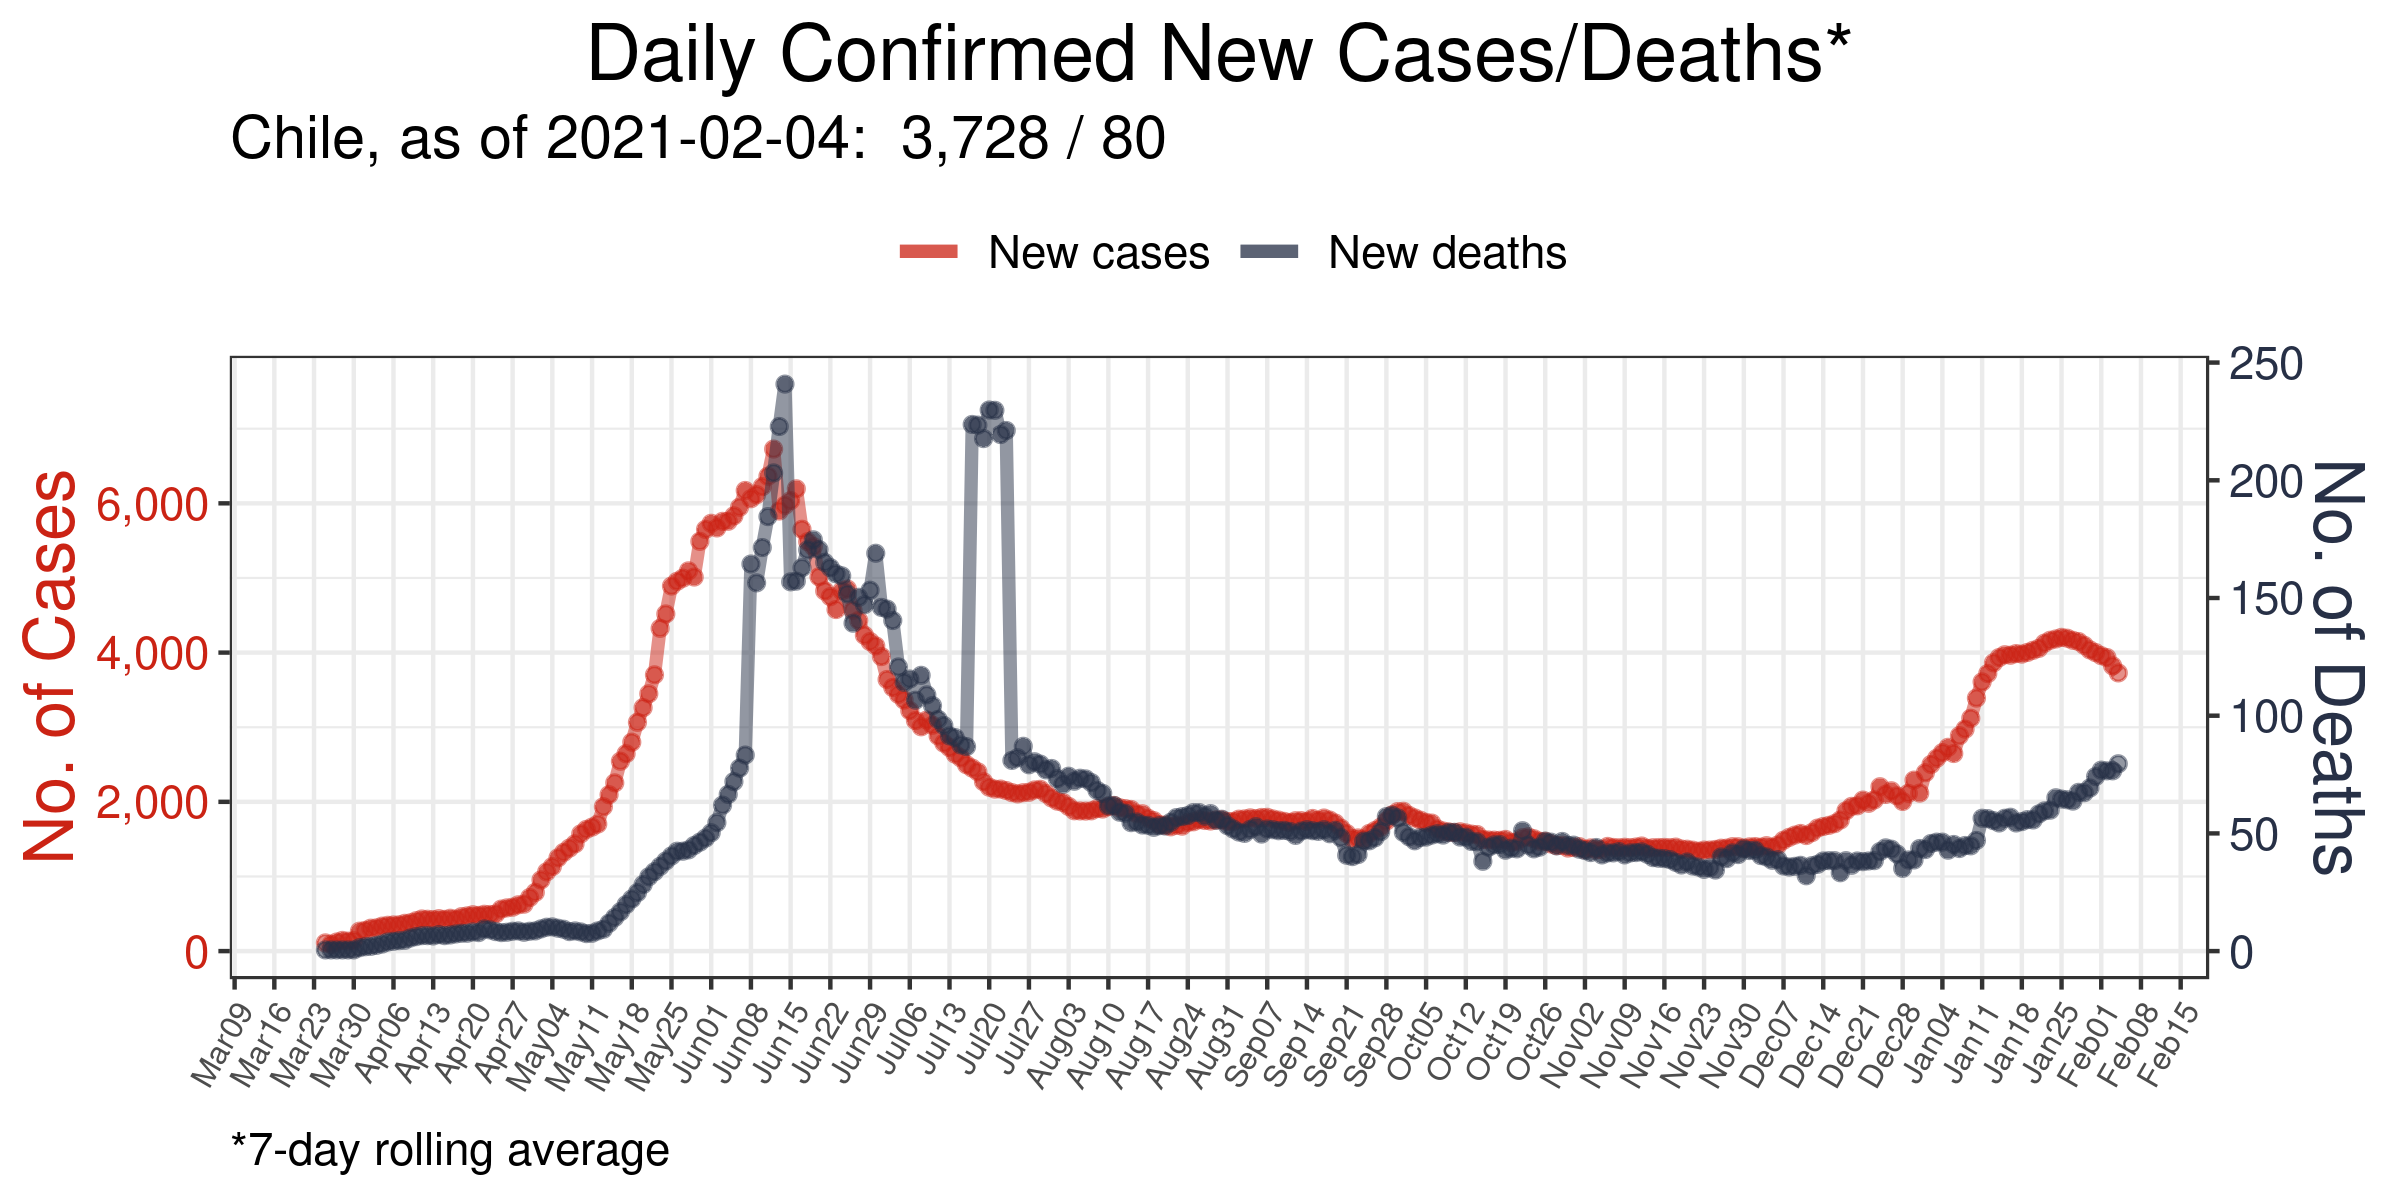 Daily Confirmed New Cases/Deaths*
Chile, as of 2021-02-04:  3,728 / 80
New cases
New deaths
No. of Cases
6,000
4,000
2,000
0
250
200
150
100
50
0
No. of Deaths
Mar09
Mar16
Mar23
Mar30
Apr06
Apr13
Apr20
Apr27
May04
May11
May18
May25
Jun01
Jun08
Jun15
Jun22
Jun29
Jul06
Jul13
Jul20
Jul27
Aug03
Aug10
Aug17
Aug24
Aug31
Sep07
Sep14
Sep21
Sep28
Oct05
Oct12
Oct19
Oct26
Nov02
Nov09
Nov16
Nov23
Nov30
Dec07
Dec14
Dec21
Dec28
Jan04
Jan11
Jan18
Jan25
Feb01
Feb08
Feb15
*7-day rolling average